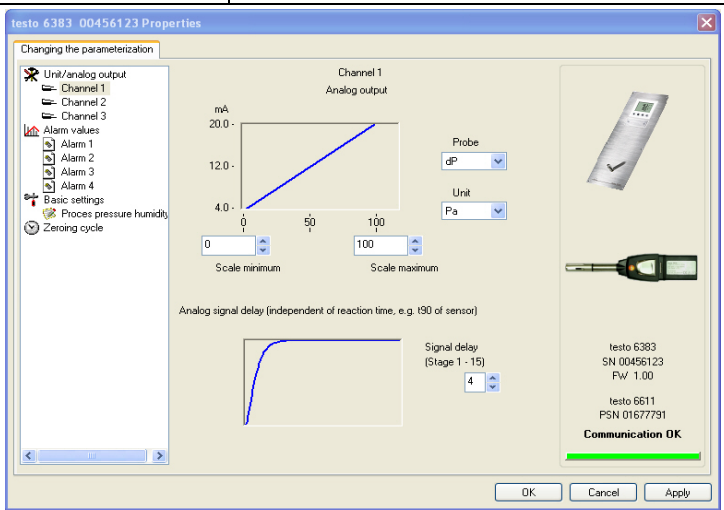 testo 6383 00456123 Properties
Changing the parameterization
Unit/analog output
Channel 1
Channel 2
Channel 3
Alarm values
Alarm 1
Alarm 2
Alarm 3
Alarm 4
Basic settings
Proces pressure humidity
Zeroing cycle
Channel 1
Analog output
mA
20.0 -
12.0 -
4.0 -
0 50 100
Probe
dP
Unit
Pa
0 100
Scale minimum Scale maximum
Analog signal delay (independent of reaction time, e.g. t90 of sensor)
Signal delay
(Stage 1 - 15)
4
testo 6383
SN 00456123
FW 1.00
testo 6611
PSN 01677791
Communication OK
OK Cancel Apply